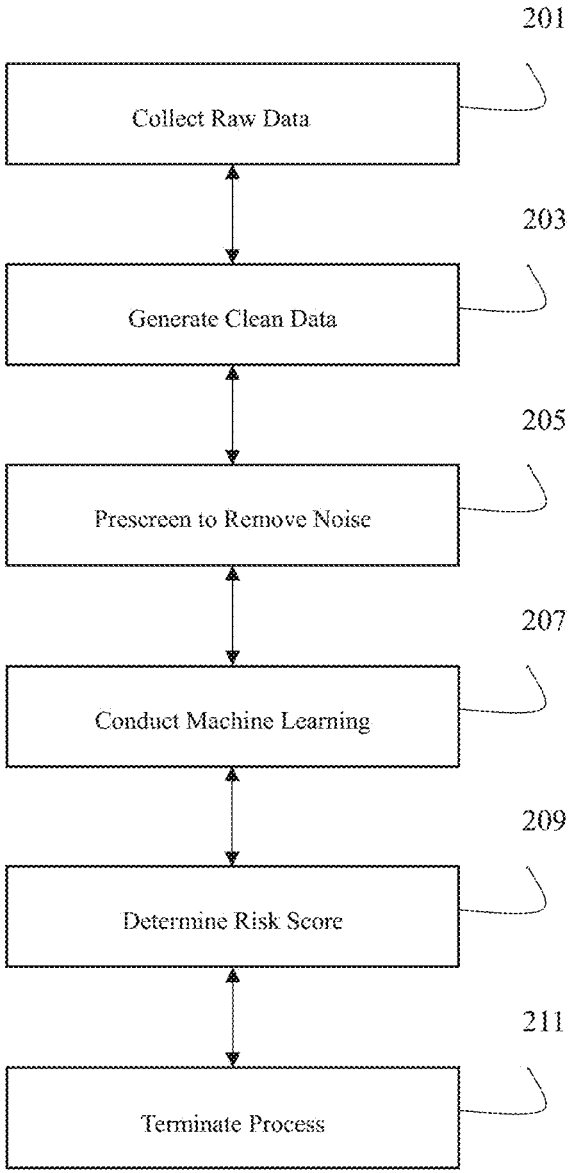 201
Collect Raw Data
203
Generate Clean Data
205
Prescreen to Remove Noise
207
Conduct Machine Learning
209
Determine Risk Score
211
Terminate Process